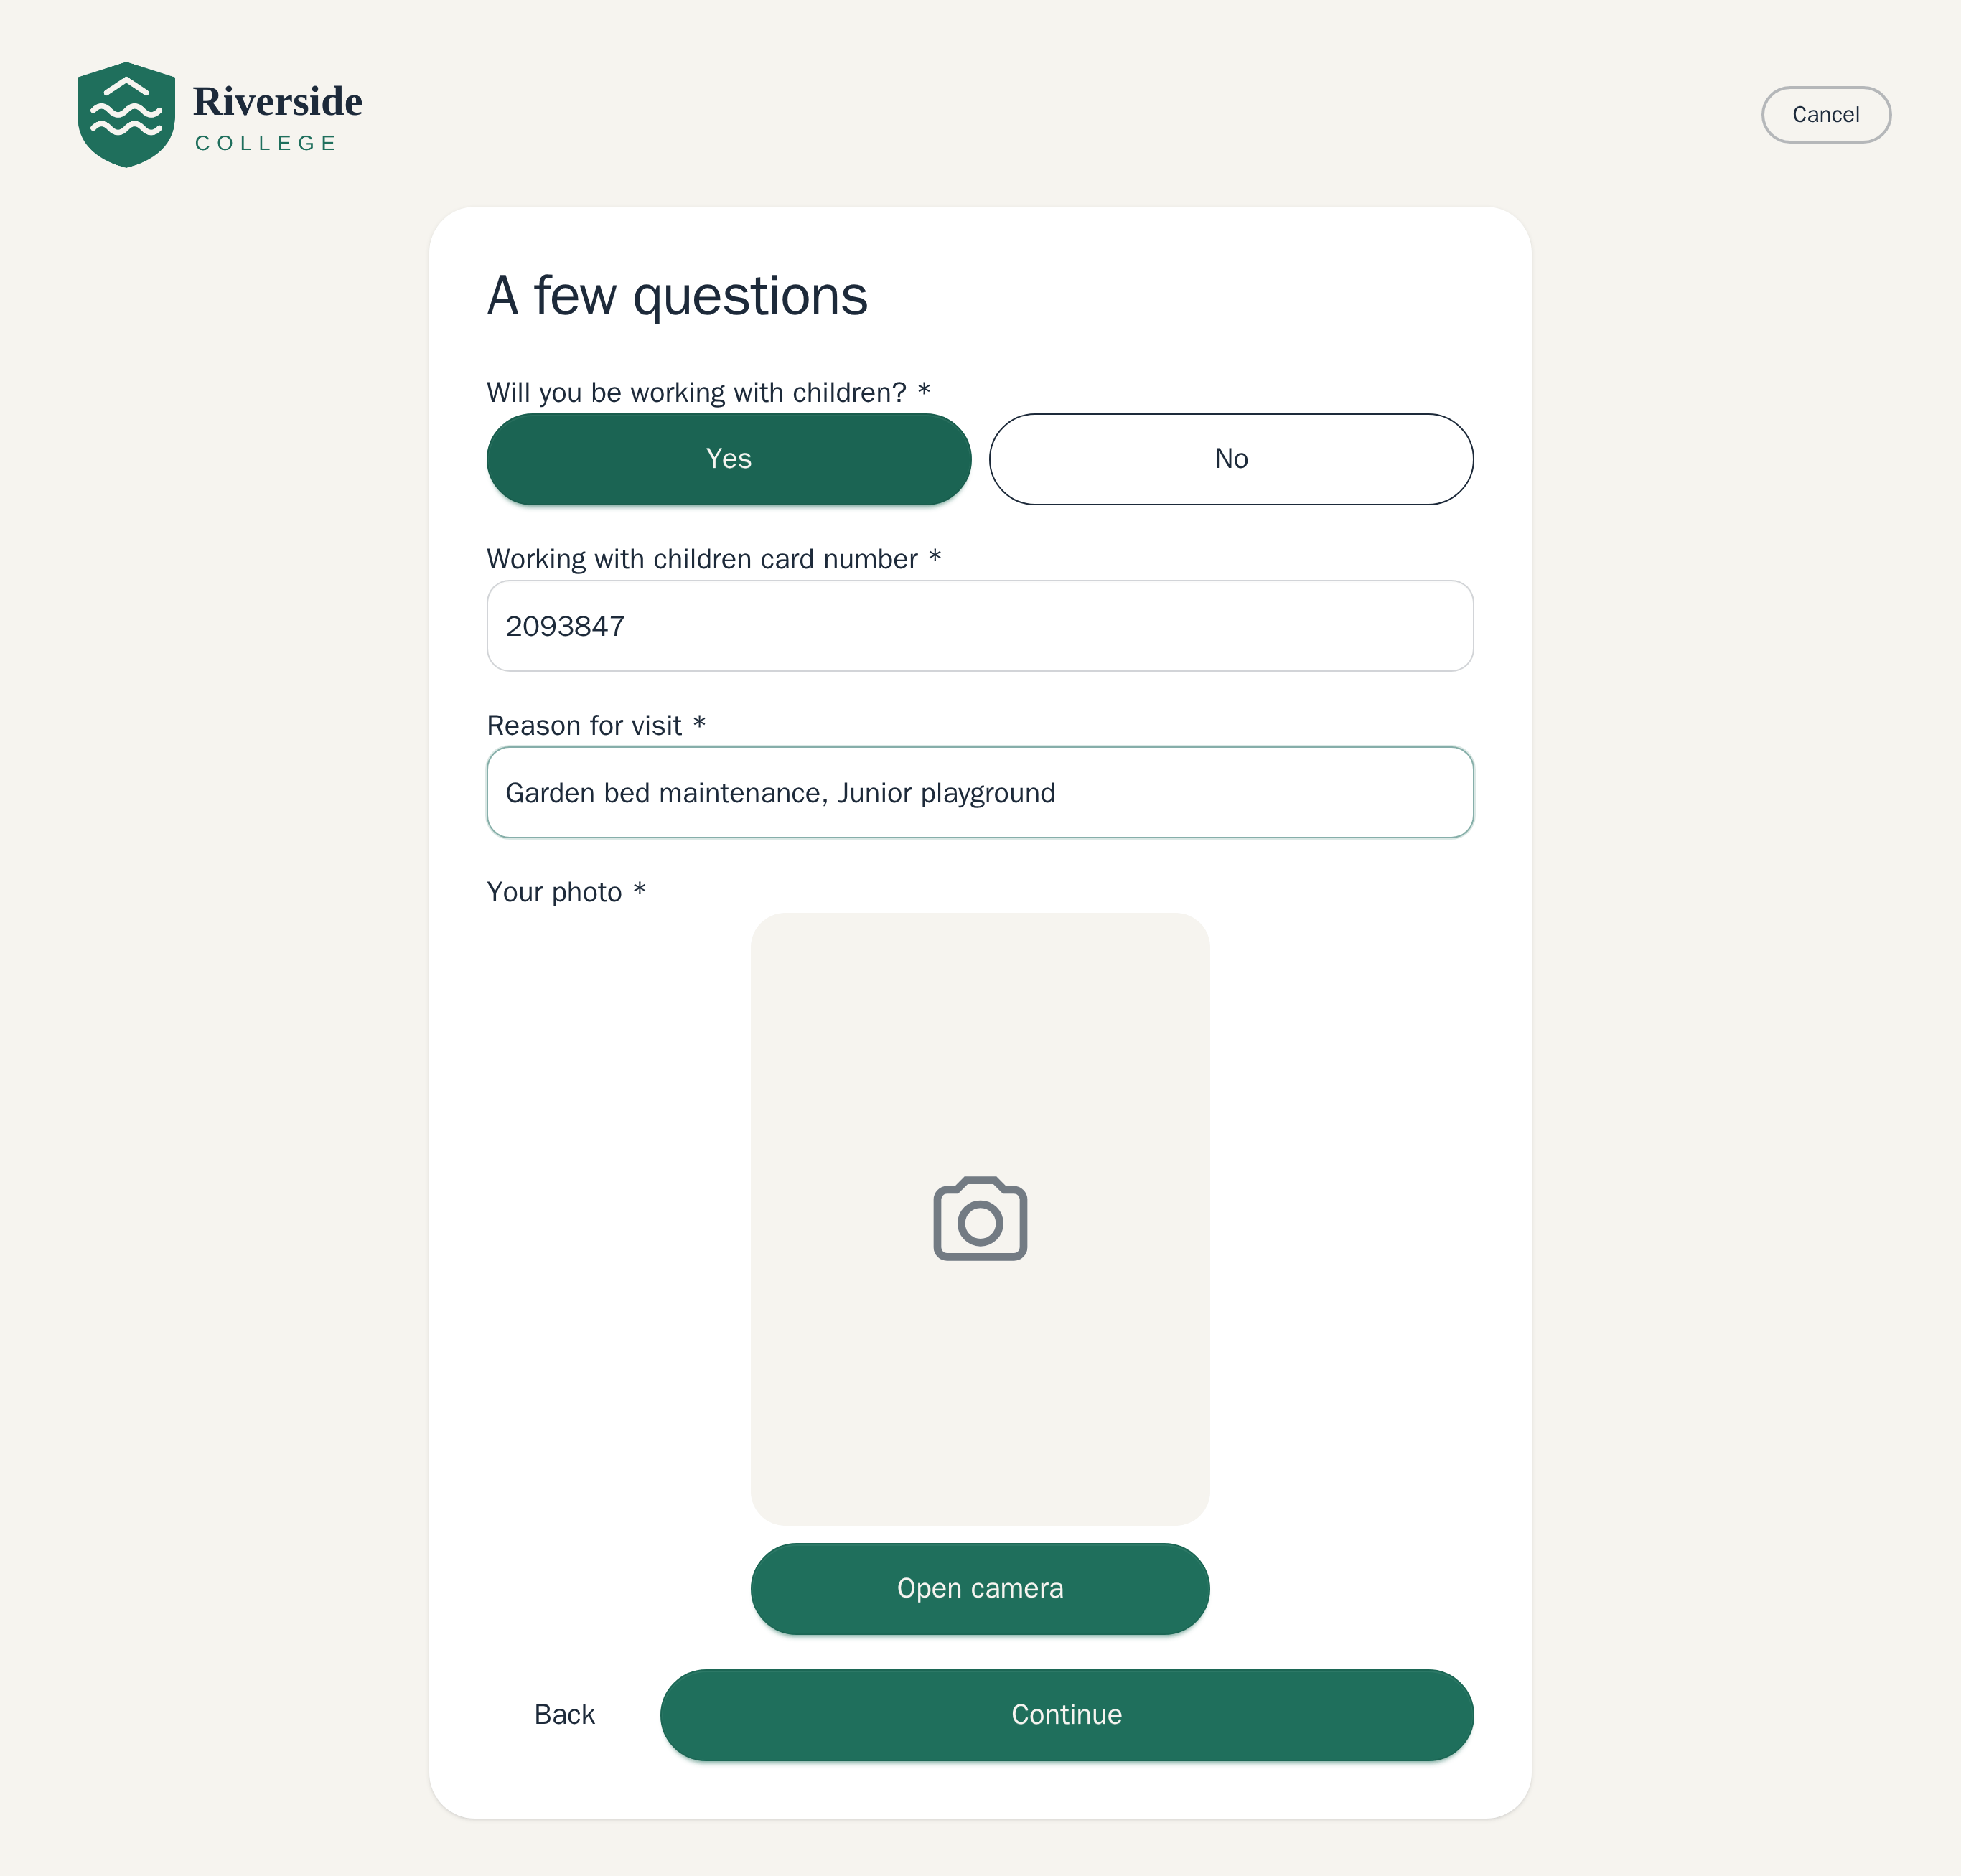 Riverside
COLLEGE
Cancel
A few questions
Will you be working with children? *
Yes
No
Working with children card number *
2093847
Reason for visit *
Garden bed maintenance, Junior playground
Your photo *
Open camera
Back
Continue